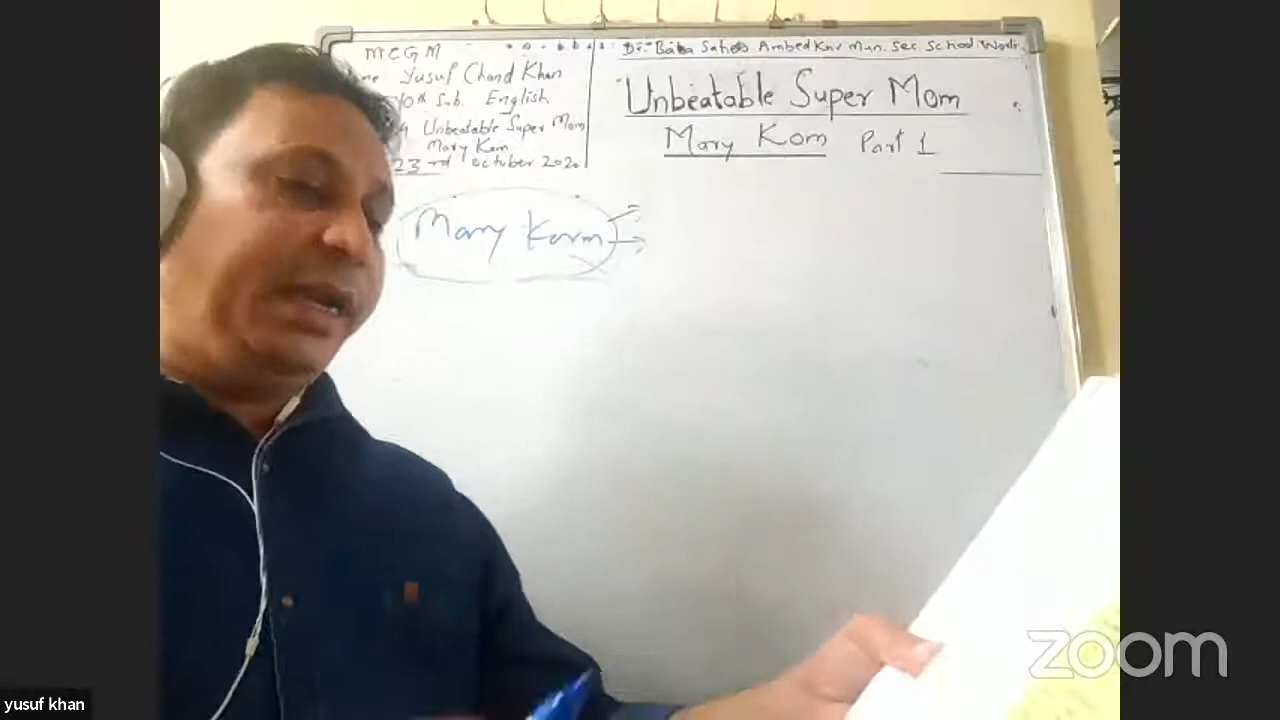 MCGM
Yusuf Chand Khan
10th Sub. English
Unbeatable Super Mom
Mary Kom
23rd October 2020
Dr. Baba Saheb Ambedkar Mun. Sec School Worli
Unbeatable Super Mom
Mary Kom Part 1
Mary Kom
zoom
yusuf khan